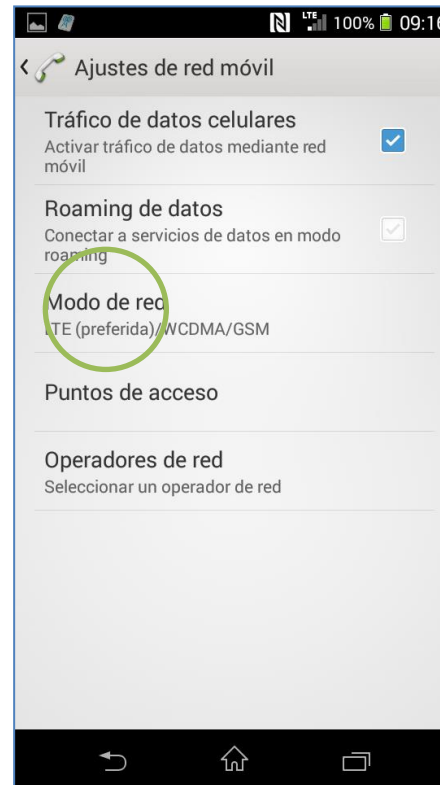 LTE 100% 09:16
Ajustes de red móvil
Tráfico de datos celulares
Activar tráfico de datos mediante red
móvil
Roaming de datos
Conectar a servicios de datos en modo
roaming
Modo de red
LTE (preferida)/WCDMA/GSM
Puntos de acceso
Operadores de red
Seleccionar un operador de red